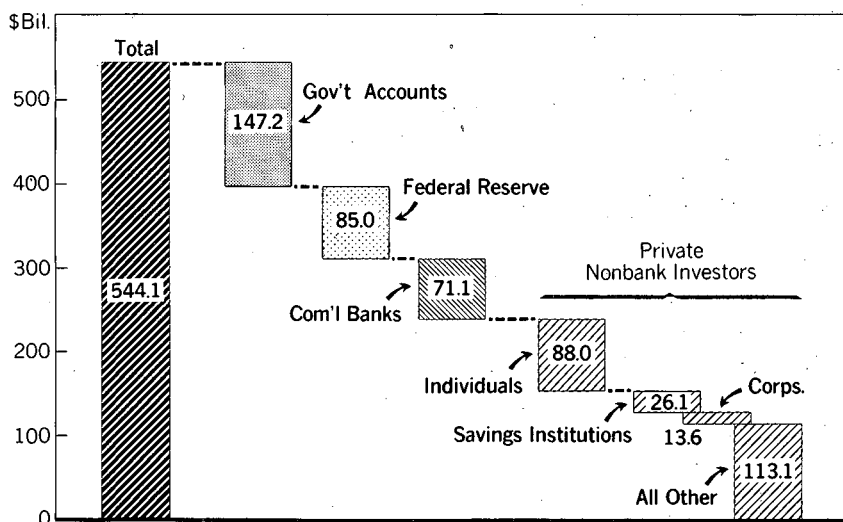 $Bil.
Total
500
Gov't Accounts
147.2
400
Federal Reserve
85.0
Private
Nonbank Investors
300
544.1
71.1
Com'l Banks
200
88.0
Individuals
Corps.
26.1
Savings Institutions
100
13.6
113.1
All Other
0